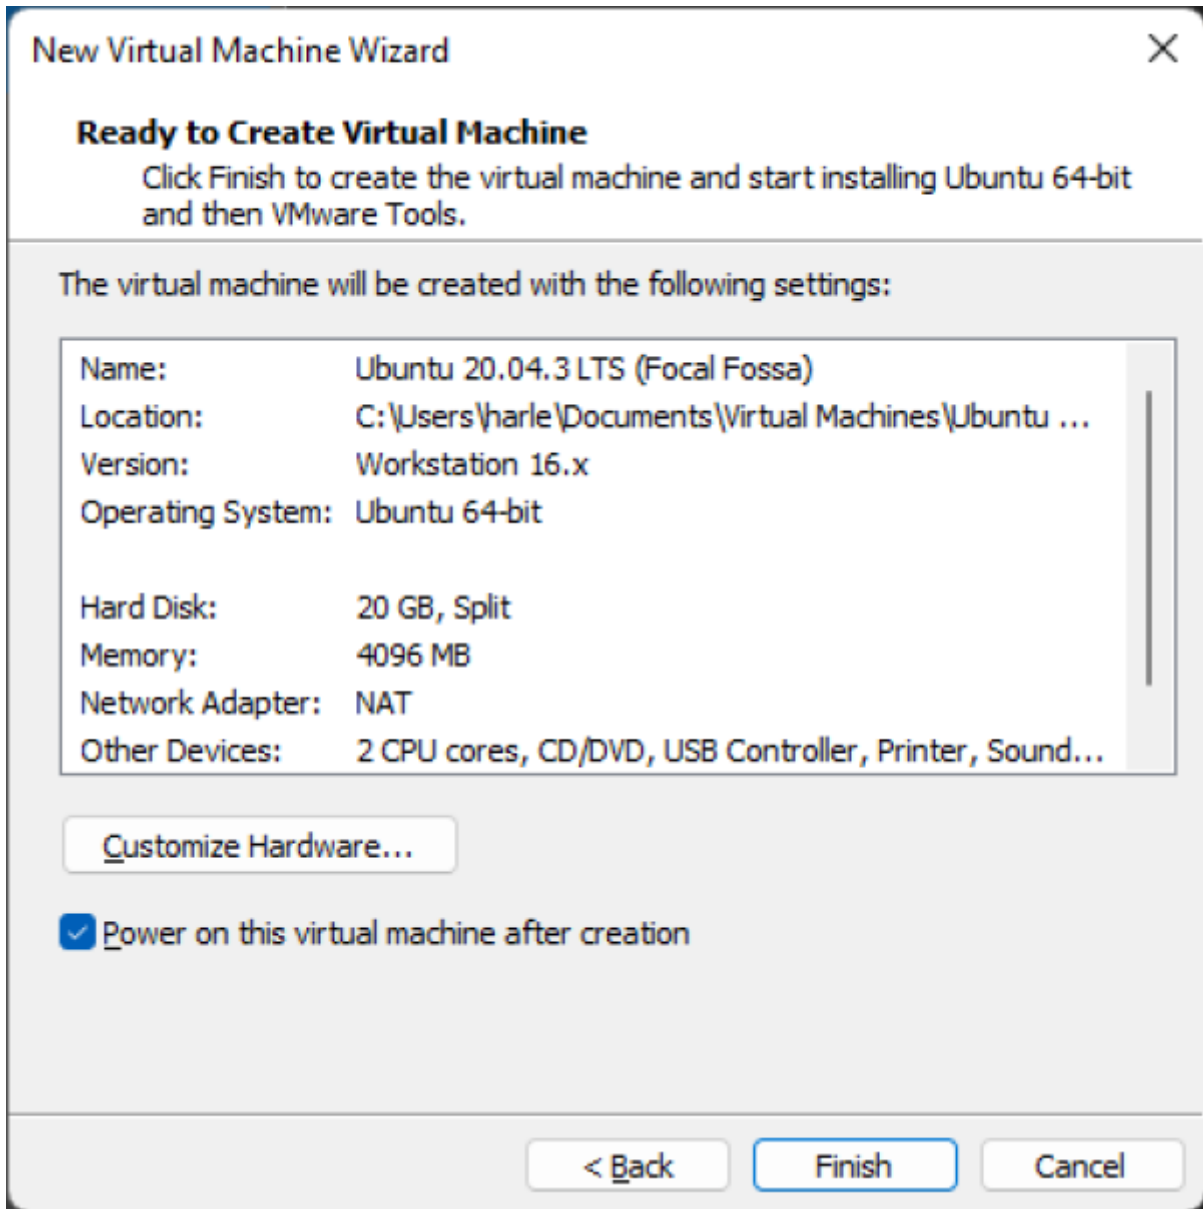 New Virtual Machine Wizard
Ready to Create Virtual Machine
Click Finish to create the virtual machine and start installing Ubuntu 64-bit
and then VMware Tools.
The virtual machine will be created with the following settings:
Name: Ubuntu 20.04.3 LTS (Focal Fossa)
Location: C:\Users\harle\Documents\Virtual Machines\Ubuntu ...
Version: Workstation 16.x
Operating System: Ubuntu 64-bit
Hard Disk: 20 GB, Split
Memory: 4096 MB
Network Adapter: NAT
Other Devices: 2 CPU cores, CD/DVD, USB Controller, Printer, Sound...
Customize Hardware...
Power on this virtual machine after creation
< Back Finish Cancel